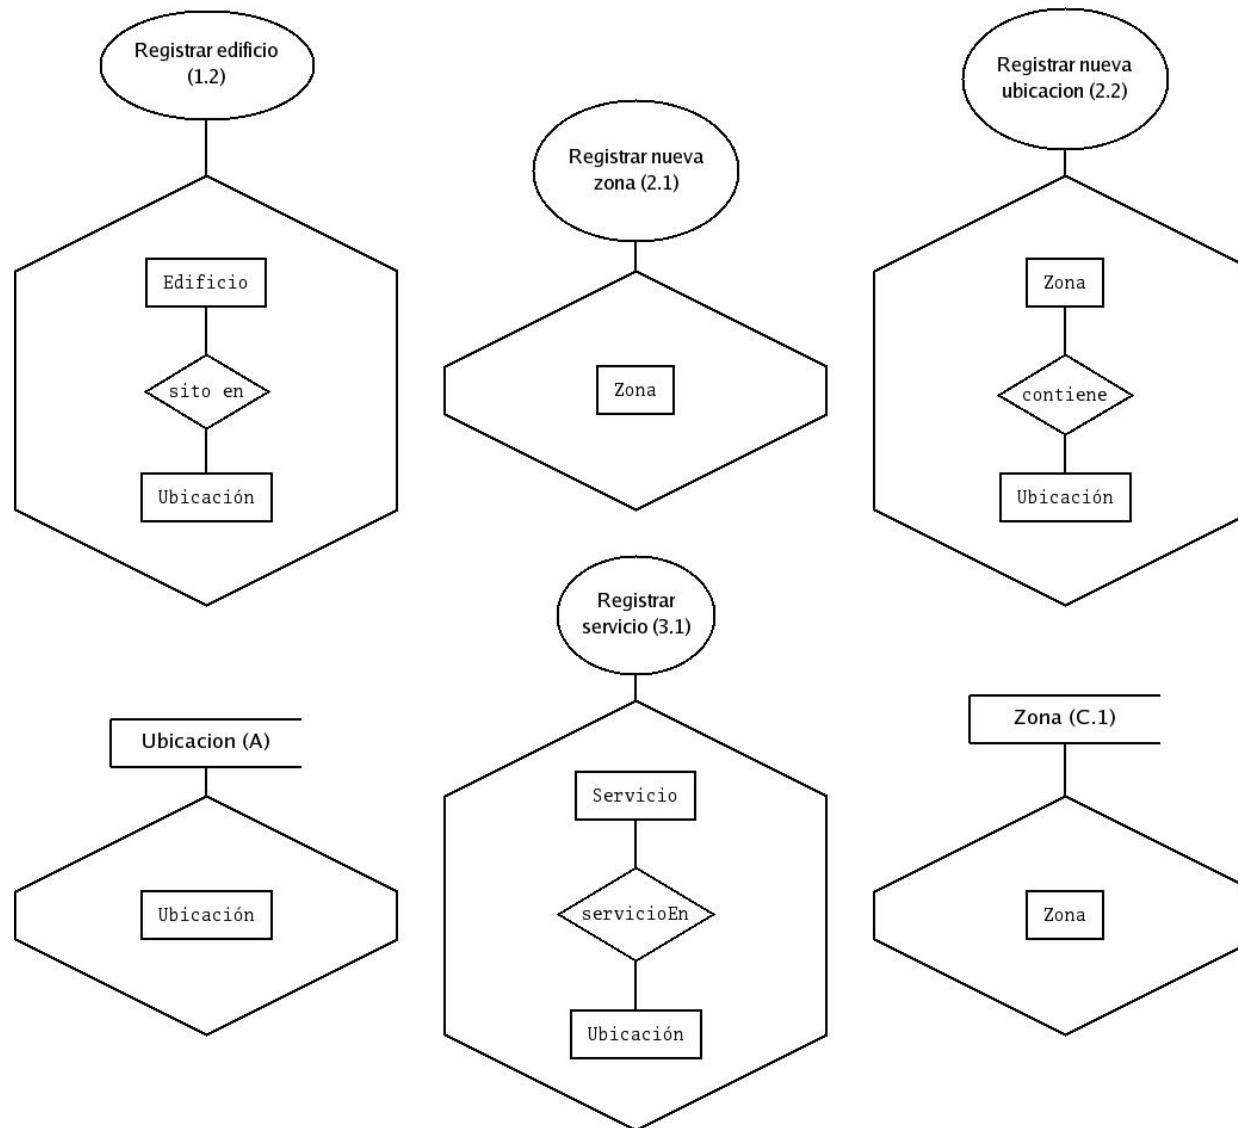 Registrar edificio
(1.2)
Edificio
sito en
Ubicación
Registrar nueva
zona (2.1)
Zona
Registrar nueva
ubicacion (2.2)
Zona
contiene
Ubicación
Ubicacion (A)
Ubicación
Registrar
servicio (3.1)
Servicio
servicioEn
Ubicación
Zona (C.1)
Zona